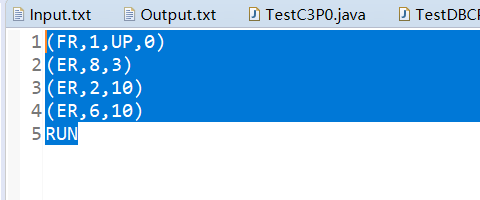 Input.txt Output.txt TestC3P0.java
1 (FR,1,UP,0)
2 (ER,8,3)
3 (ER,2,10)
4 (ER,6,10)
5 RUN